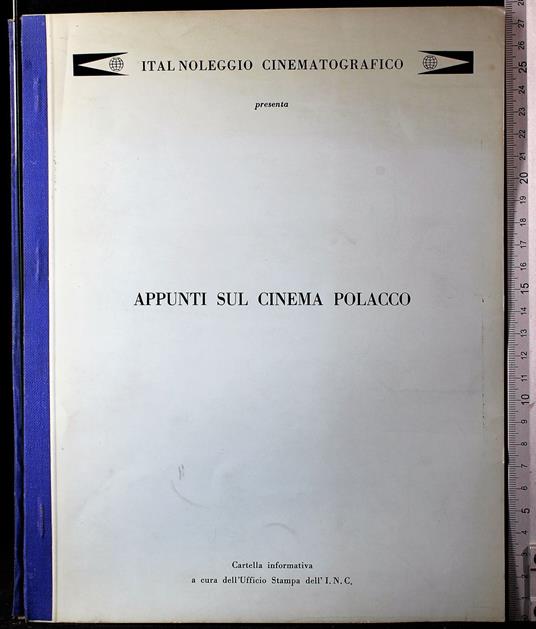 ITAL NOLEGGIO CINEMATOGRAFICO
presenta
APPUNTI SUL CINEMA POLACCO
Cartella informativa
a cura dell'Ufficio Stampa dell' I. N. C.